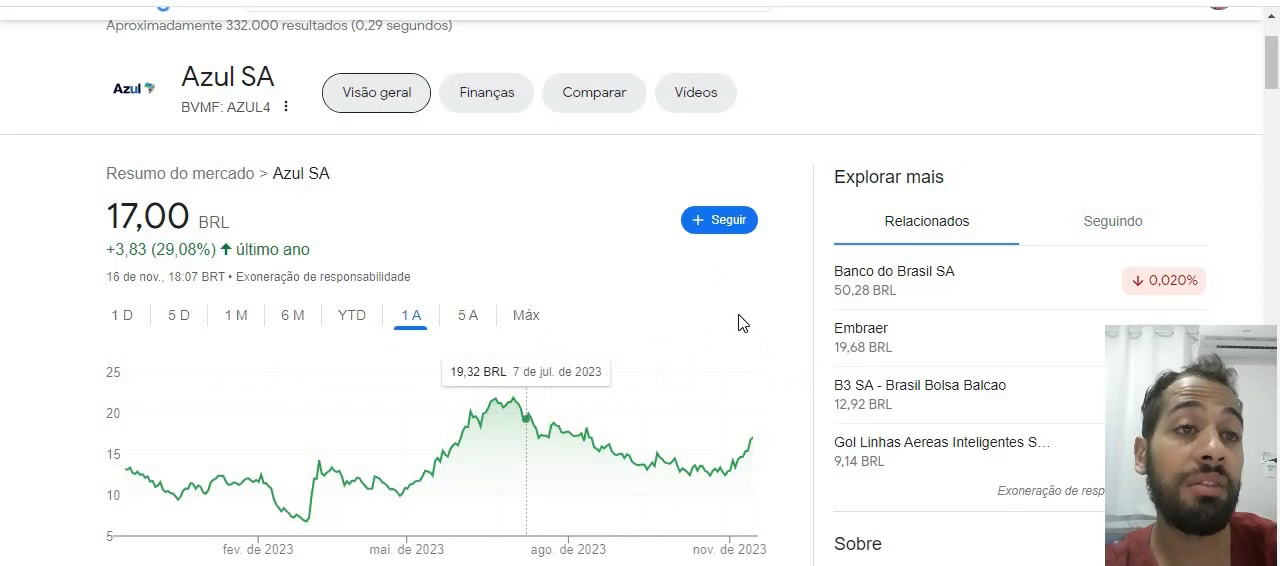 Aproximadamente 332.000 resultados (0,29 segundos)
Azul
Azul SA
BVMF: AZUL4
Visão geral
Finanças
Comparar
Vídeos
Resumo do mercado > Azul SA
17,00 BRL
+ Seguir
+3,83 (29,08%) ↑ último ano
16 de nov., 18:07 BRT • Exoneração de responsabilidade
1 D
5 D
1 M
6 M
YTD
1 A
5 A
Máx
19,32 BRL 7 de jul. de 2023
25
20
15
10
5
fev. de 2023
mai. de 2023
ago. de 2023
nov. de 2023
Explorar mais
Relacionados
Seguindo
Banco do Brasil SA
50,28 BRL
↓ 0,020%
Embraer
19,68 BRL
B3 SA - Brasil Bolsa Balcao
12,92 BRL
Gol Linhas Aereas Inteligentes S...
9,14 BRL
Exoneração de resp
Sobre